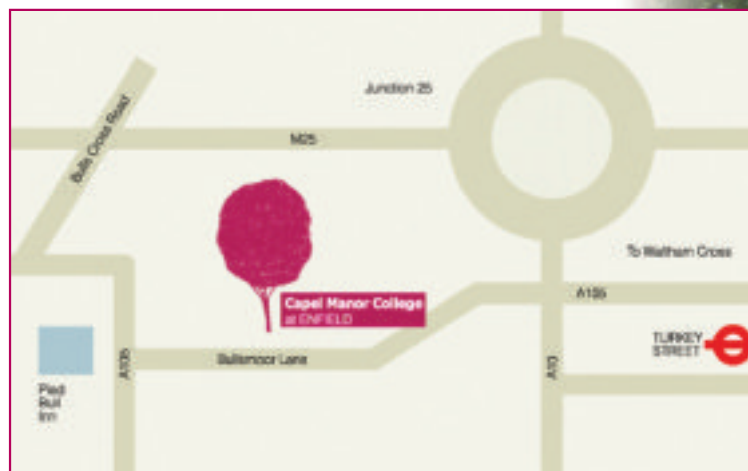 Junction 25
Bulls Cross Road
M25
To Waltham Cross
Capel Manor College
at ENFIELD
A105
TURKEY
STREET
Bullsmoor Lane
A105
A10
Pied
Bull
Inn